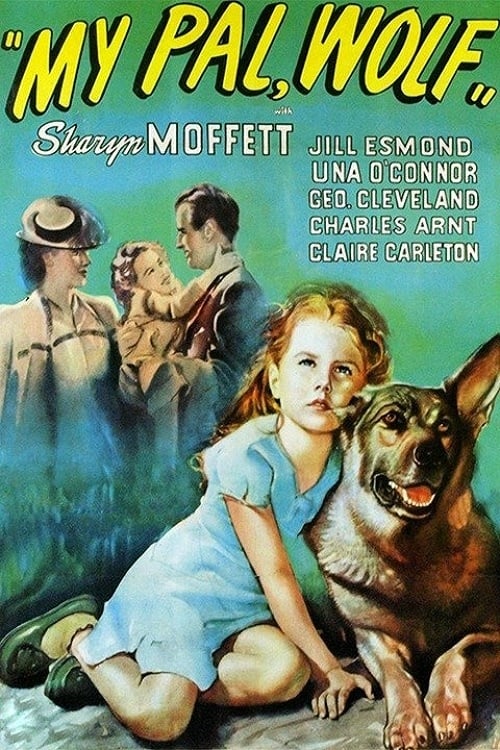 "MY PAL, WOLF"
with
Sharyn MOFFETT
JILL ESMOND
UNA O'CONNOR
GEO. CLEVELAND
CHARLES ARNT
CLAIRE CARLETON